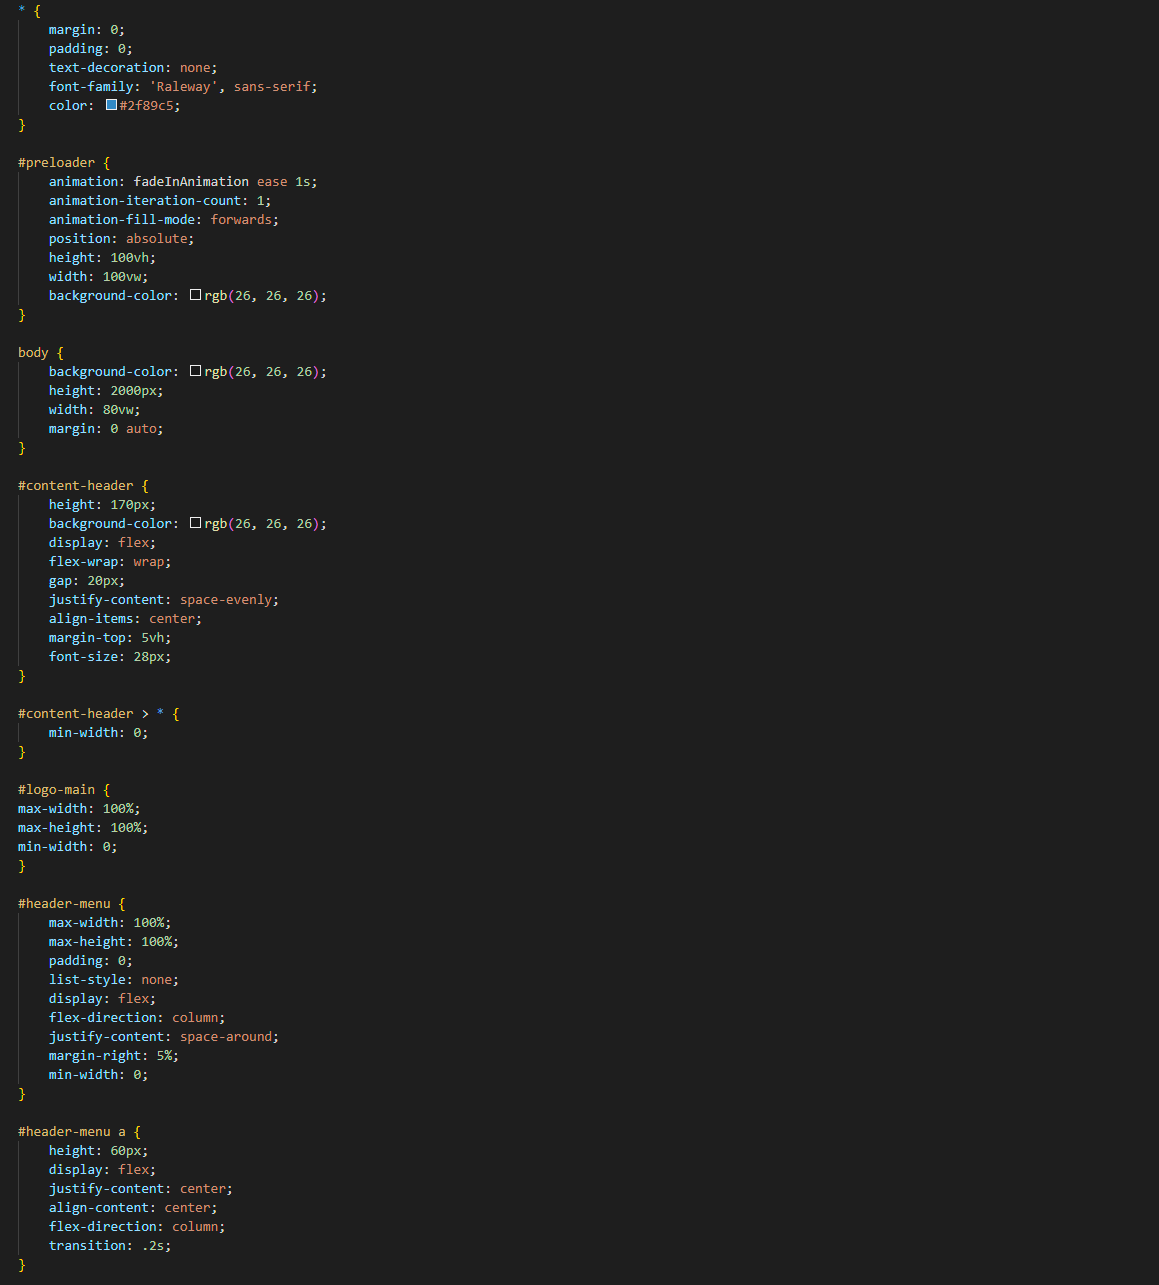 * {
    margin: 0;
    padding: 0;
    text-decoration: none;
    font-family: 'Raleway', sans-serif;
    color: #2f89c5;
}

#preloader {
    animation: fadeInAnimation ease 1s;
    animation-iteration-count: 1;
    animation-fill-mode: forwards;
    position: absolute;
    height: 100vh;
    width: 100vw;
    background-color: rgb(26, 26, 26);
}

body {
    background-color: rgb(26, 26, 26);
    height: 2000px;
    width: 80vw;
    margin: 0 auto;
}

#content-header {
    height: 170px;
    background-color: rgb(26, 26, 26);
    display: flex;
    flex-wrap: wrap;
    gap: 20px;
    justify-content: space-evenly;
    align-items: center;
    margin-top: 5vh;
    font-size: 28px;
}

#content-header > * {
    min-width: 0;
}

#logo-main {
max-width: 100%;
max-height: 100%;
min-width: 0;
}

#header-menu {
    max-width: 100%;
    max-height: 100%;
    padding: 0;
    list-style: none;
    display: flex;
    flex-direction: column;
    justify-content: space-around;
    margin-right: 5%;
    min-width: 0;
}

#header-menu a {
    height: 60px;
    display: flex;
    justify-content: center;
    align-content: center;
    flex-direction: column;
    transition: .2s;
}